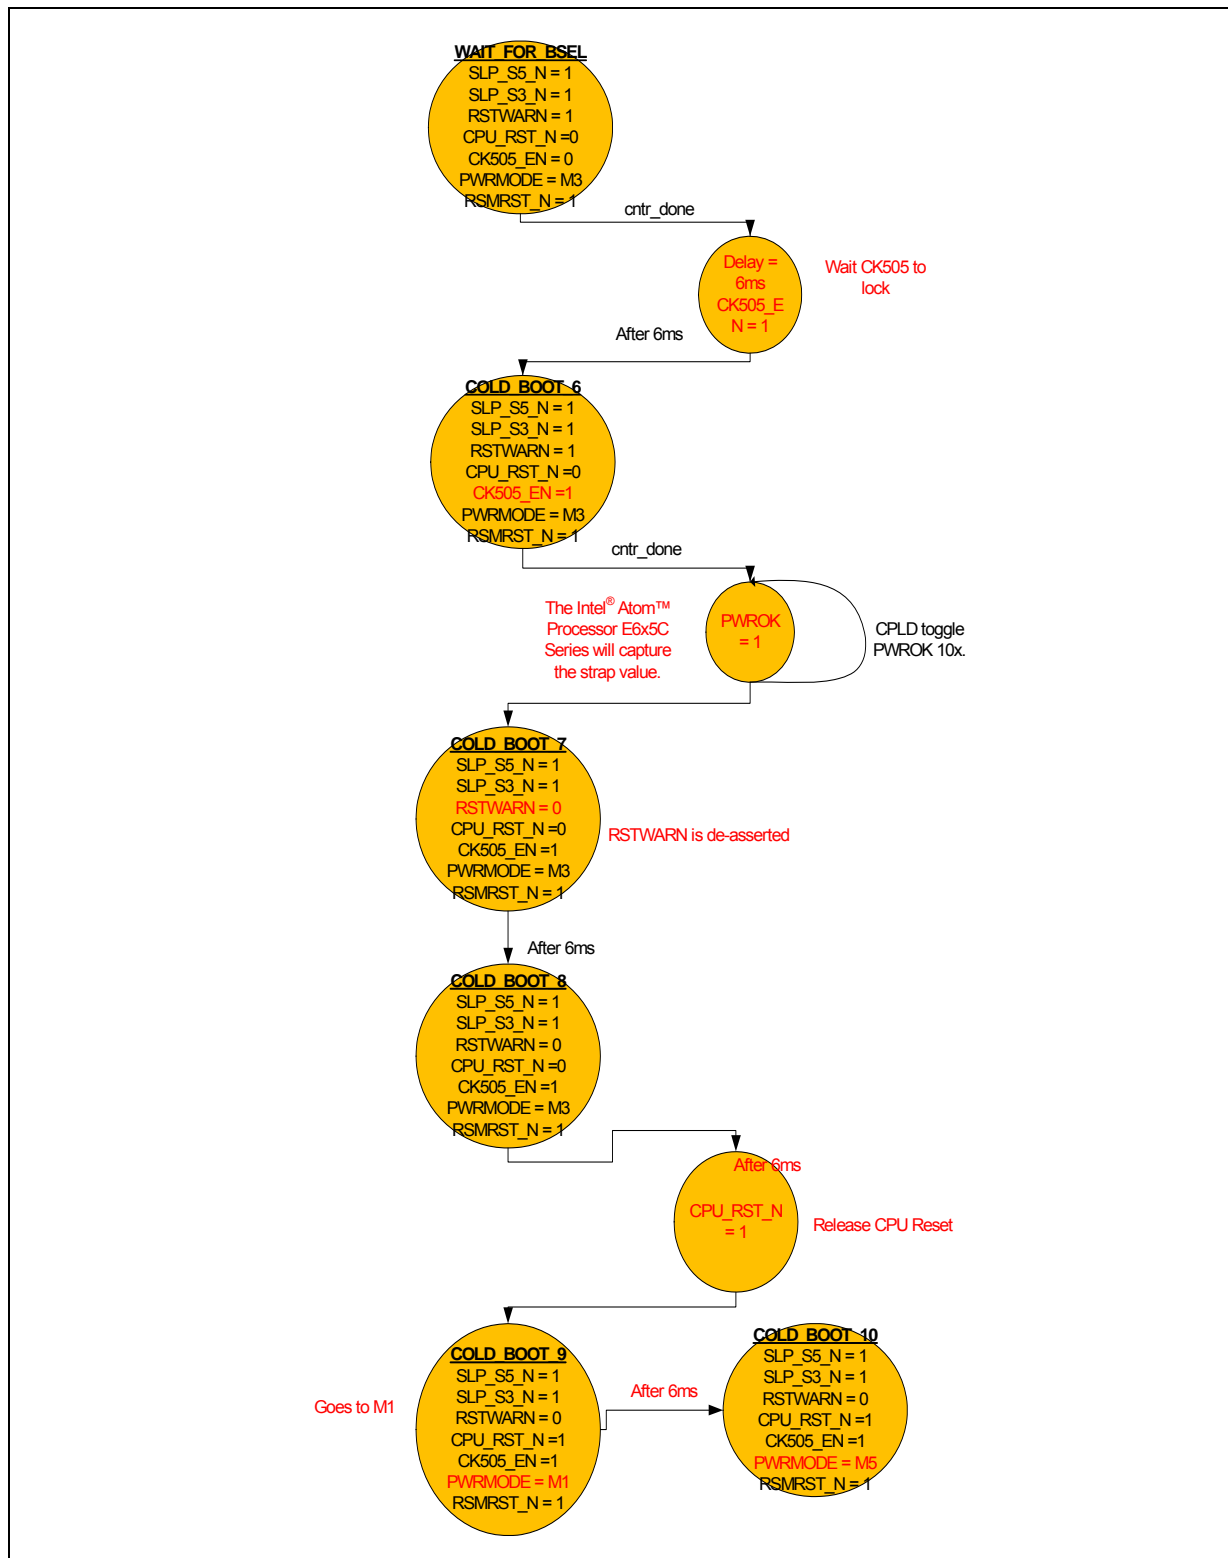 WAIT_FOR_BSEL
SLP_S5_N = 1
SLP_S3_N = 1
RSTWARN = 1
CPU_RST_N =0
CK505_EN = 0
PWRMODE = M3
RSMRST_N = 1
cntr_done
Delay =
6ms
CK505_E
N = 1
Wait CK505 to
lock
After 6ms
COLD_BOOT_6
SLP_S5_N = 1
SLP_S3_N = 1
RSTWARN = 1
CPU_RST_N =0
CK505_EN =1
PWRMODE = M3
RSMRST_N = 1
cntr_done
The Intel® Atom™
Processor E6x5C
Series will capture
the strap value.
PWROK
= 1
CPLD toggle
PWROK 10x.
COLD_BOOT_7
SLP_S5_N = 1
SLP_S3_N = 1
RSTWARN = 0
CPU_RST_N =0
CK505_EN =1
PWRMODE = M3
RSMRST_N = 1
RSTWARN is de-asserted
After 6ms
COLD_BOOT_8
SLP_S5_N = 1
SLP_S3_N = 1
RSTWARN = 0
CPU_RST_N =0
CK505_EN =1
PWRMODE = M3
RSMRST_N = 1
After 6ms
CPU_RST_N
= 1
Release CPU Reset
Goes to M1
COLD_BOOT_9
SLP_S5_N = 1
SLP_S3_N = 1
RSTWARN = 0
CPU_RST_N =1
CK505_EN =1
PWRMODE = M1
RSMRST_N = 1
After 6ms
COLD_BOOT_10
SLP_S5_N = 1
SLP_S3_N = 1
RSTWARN = 0
CPU_RST_N =1
CK505_EN =1
PWRMODE = M5
RSMRST_N = 1